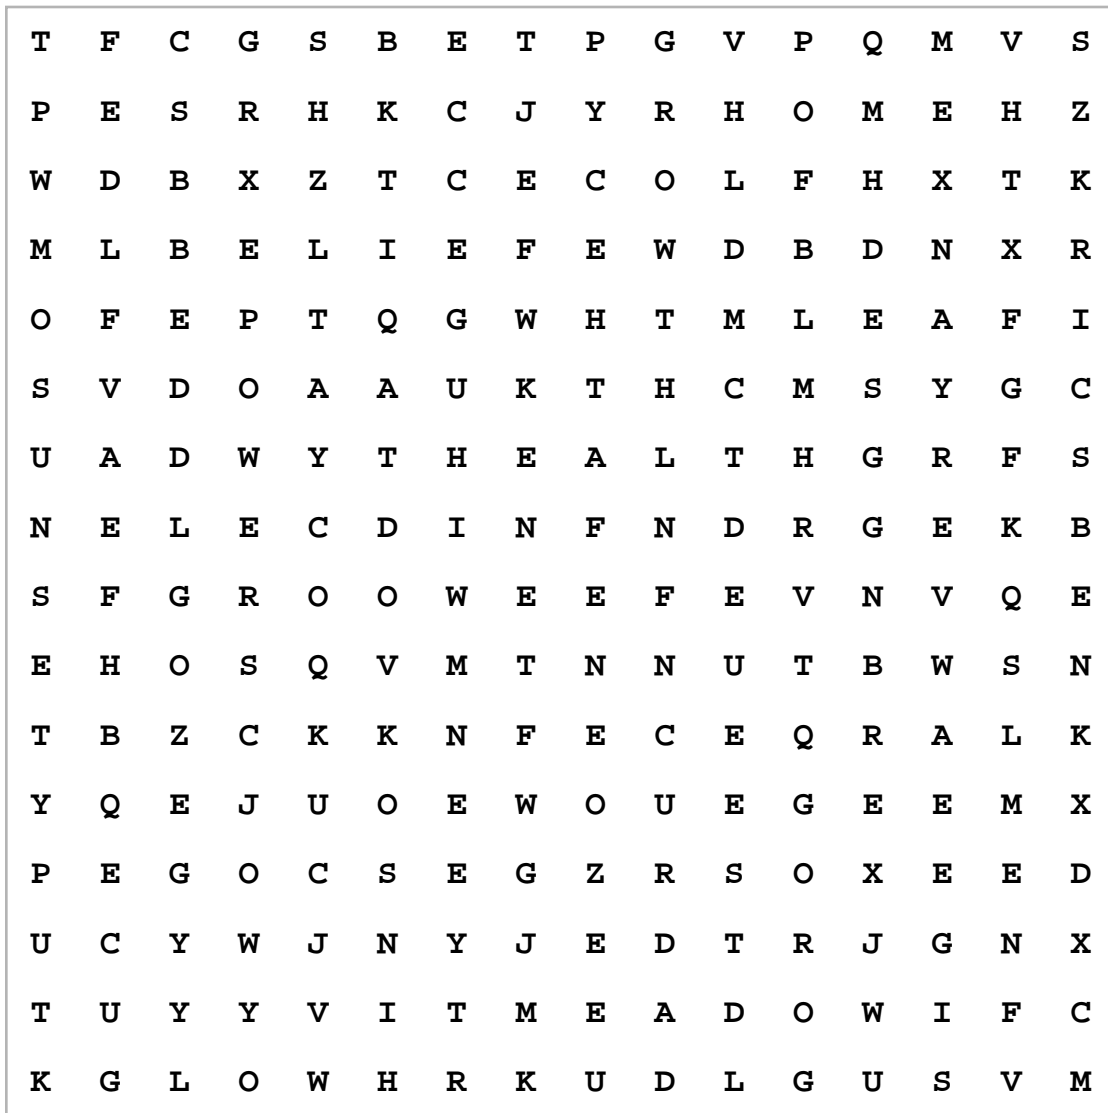 T F C G S B E T P G V P Q M V S
P E S R H K C J Y R H O M E H Z
W D B X Z T C E C O L F H X T K
M L B E L I E F E W D B D N X R
O F E P T Q G W H T M L E A F I
S V D O A A U K T H C M S Y G C
U A D W Y T H E A L T H G R F S
N E L E C D I N F N D R G E K B
S F G R O O W E E F E V N V Q E
E H O S Q V M T N N U T B W S N
T B Z C K K N F E C E Q R A L K
Y Q E J U O E W O U E G E E M X
P E G O C S E G Z R S O X E E D
U C Y W J N Y J E D T R J G N X
T U Y Y V I T M E A D O W I F C
K G L O W H R K U D L G U S V M